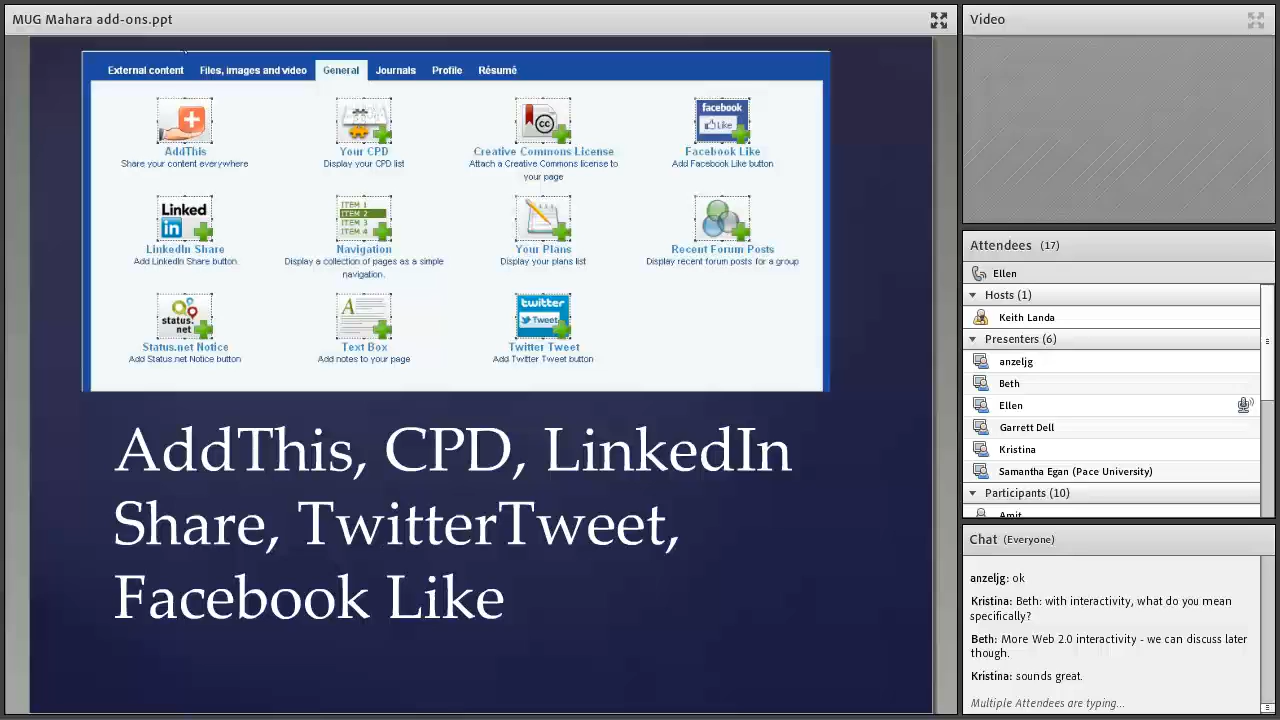 MUG Mahara add-ons.ppt
External content Files, images and video General Journals Profile Résumé
AddThis
Share your content everywhere
Your CPD
Display your CPD list
cc
Creative Commons License
Attach a Creative Commons license to
your page
facebook
Like
Facebook Like
Add Facebook Like button
Linked
in
LinkedIn Share
Add LinkedIn Share button
ITEM 1
ITEM 2
ITEM 3
ITEM 4
Navigation
Display a collection of pages as a simple
navigation.
Your Plans
Display your plans list
Recent Forum Posts
Display recent forum posts for a group
status.
net
Status.net Notice
Add Status.net Notice button
A
Text Box
Add notes to your page
twitter
Tweet
Twitter Tweet
Add Twitter Tweet button
AddThis, CPD, LinkedIn
Share, TwitterTweet,
Facebook Like
Video
Attendees (17)
Ellen
Hosts (1)
Keith Landa
Presenters (6)
anzeljg
Beth
Ellen
Garrett Dell
Kristina
Samantha Egan (Pace University)
Participants (10)
Amit
Chat (Everyone)
anzeljg: ok
Kristina: Beth: with interactivity, what do you mean
specifically?
Beth: More Web 2.0 interactivity - we can discuss later
though.
Kristina: sounds great.
Multiple Attendees are typing...